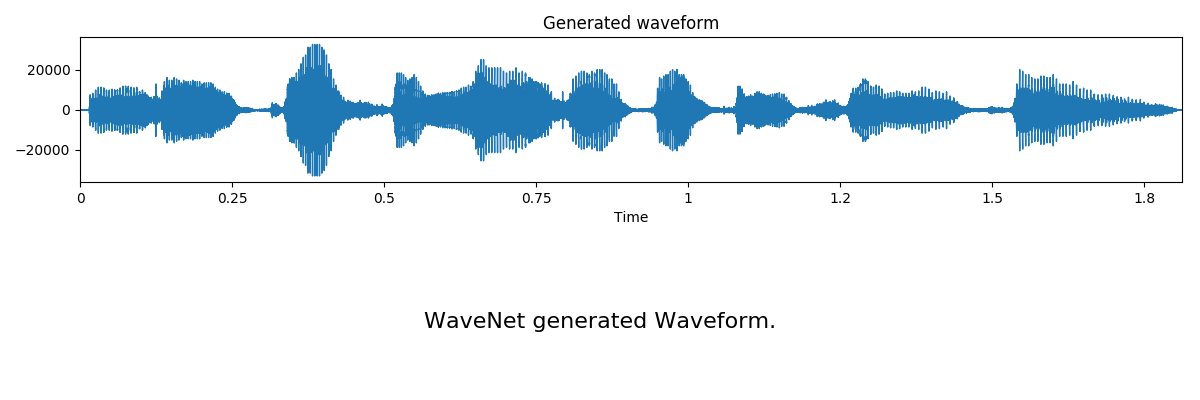 Generated waveform
20000
0
−20000
0 0.25 0.5 0.75 1 1.2 1.5 1.8
Time
WaveNet generated Waveform.